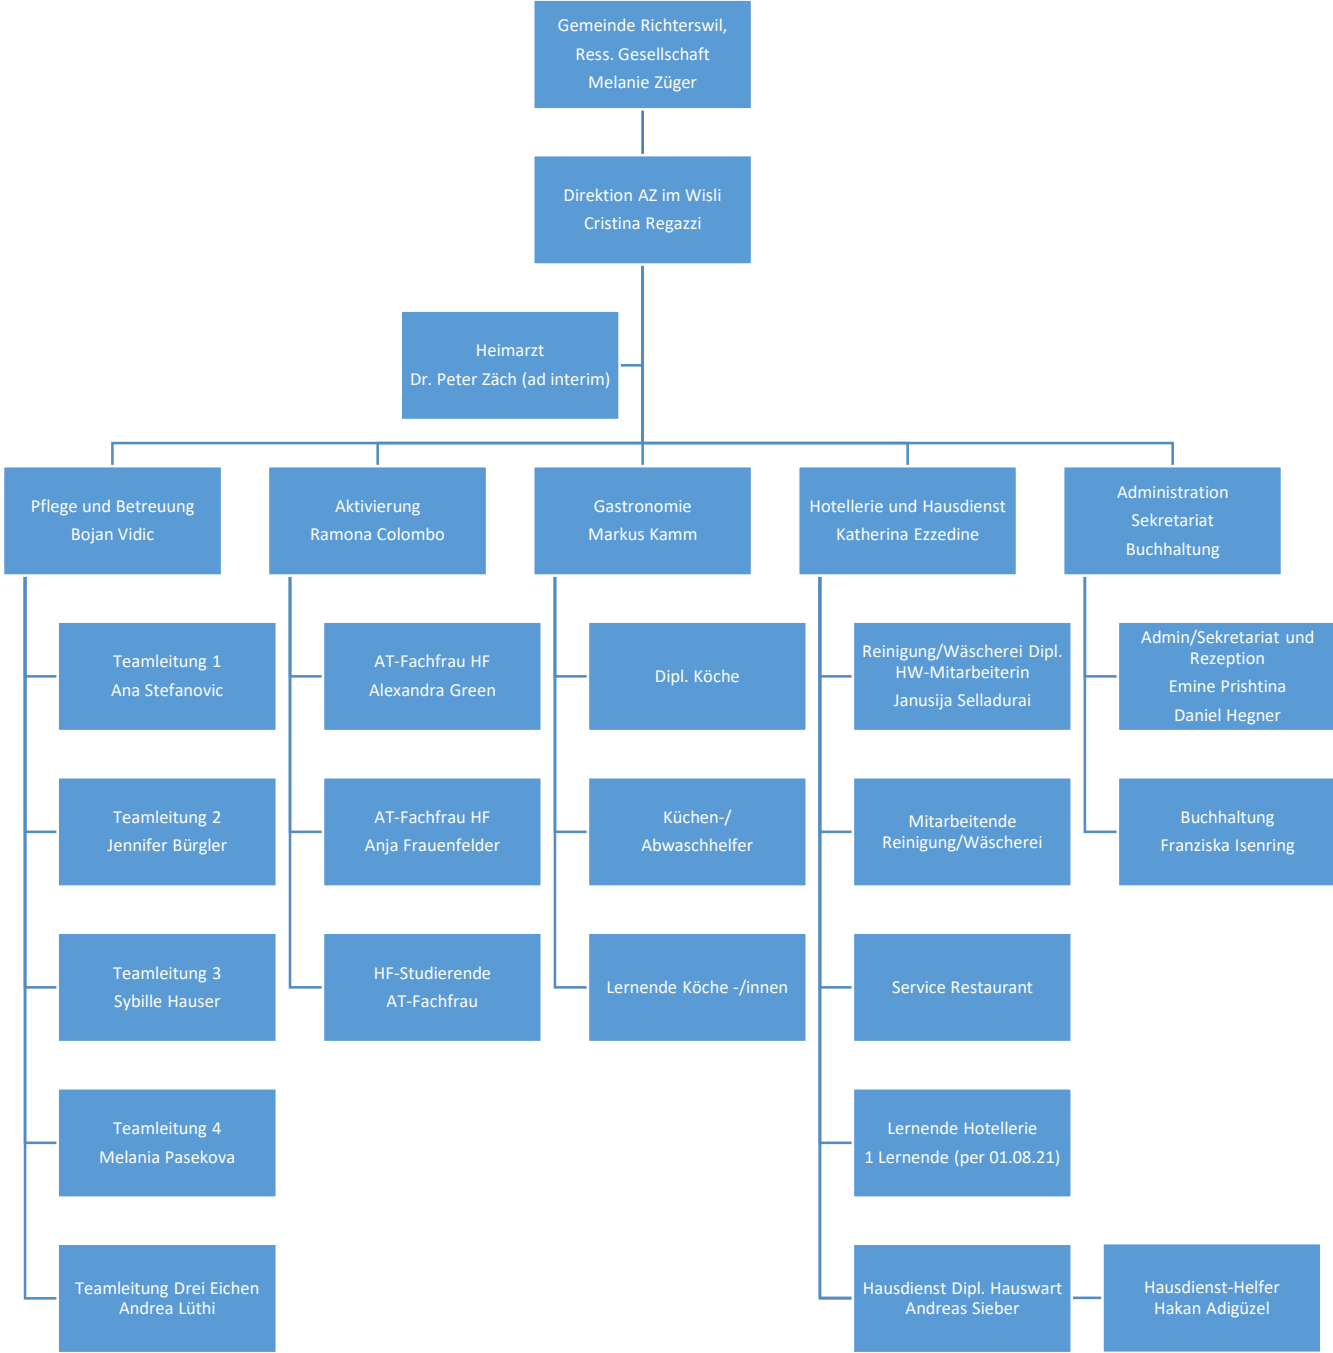 Gemeinde Richterswil,
Ress. Gesellschaft
Melanie Züger
Direktion AZ im Wisli
Cristina Regazzi
Heimarzt
Dr. Peter Zäch (ad interim)
Pflege und Betreuung
Bojan Vidic
Aktivierung
Ramona Colombo
Gastronomie
Markus Kamm
Hotellerie und Hausdienst
Katherina Ezzedine
Administration
Sekretariat
Buchhaltung
Teamleitung 1
Ana Stefanovic
AT-Fachfrau HF
Alexandra Green
Dipl. Köche
Reinigung/Wäscherei Dipl.
HW-Mitarbeiterin
Janusija Selladurai
Admin/Sekretariat und
Rezeption
Emine Prishtina
Daniel Hegner
Teamleitung 2
Jennifer Bürgler
AT-Fachfrau HF
Anja Frauenfelder
Küchen-/
Abwaschhelfer
Mitarbeitende
Reinigung/Wäscherei
Buchhaltung
Franziska Isenring
Teamleitung 3
Sybille Hauser
HF-Studierende
AT-Fachfrau
Lernende Köche -/innen
Service Restaurant
Teamleitung 4
Melania Pasekova
Lernende Hotellerie
1 Lernende (per 01.08.21)
Teamleitung Drei Eichen
Andrea Lüthi
Hausdienst Dipl. Hauswart
Andreas Sieber
Hausdienst-Helfer
Hakan Adigüzel